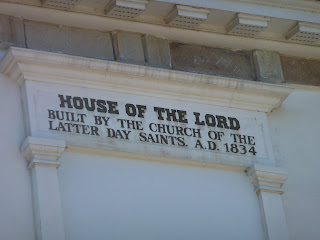 HOUSE OF THE LORD
BUILT BY THE CHURCH OF THE
LATTER DAY SAINTS. A.D. 1834